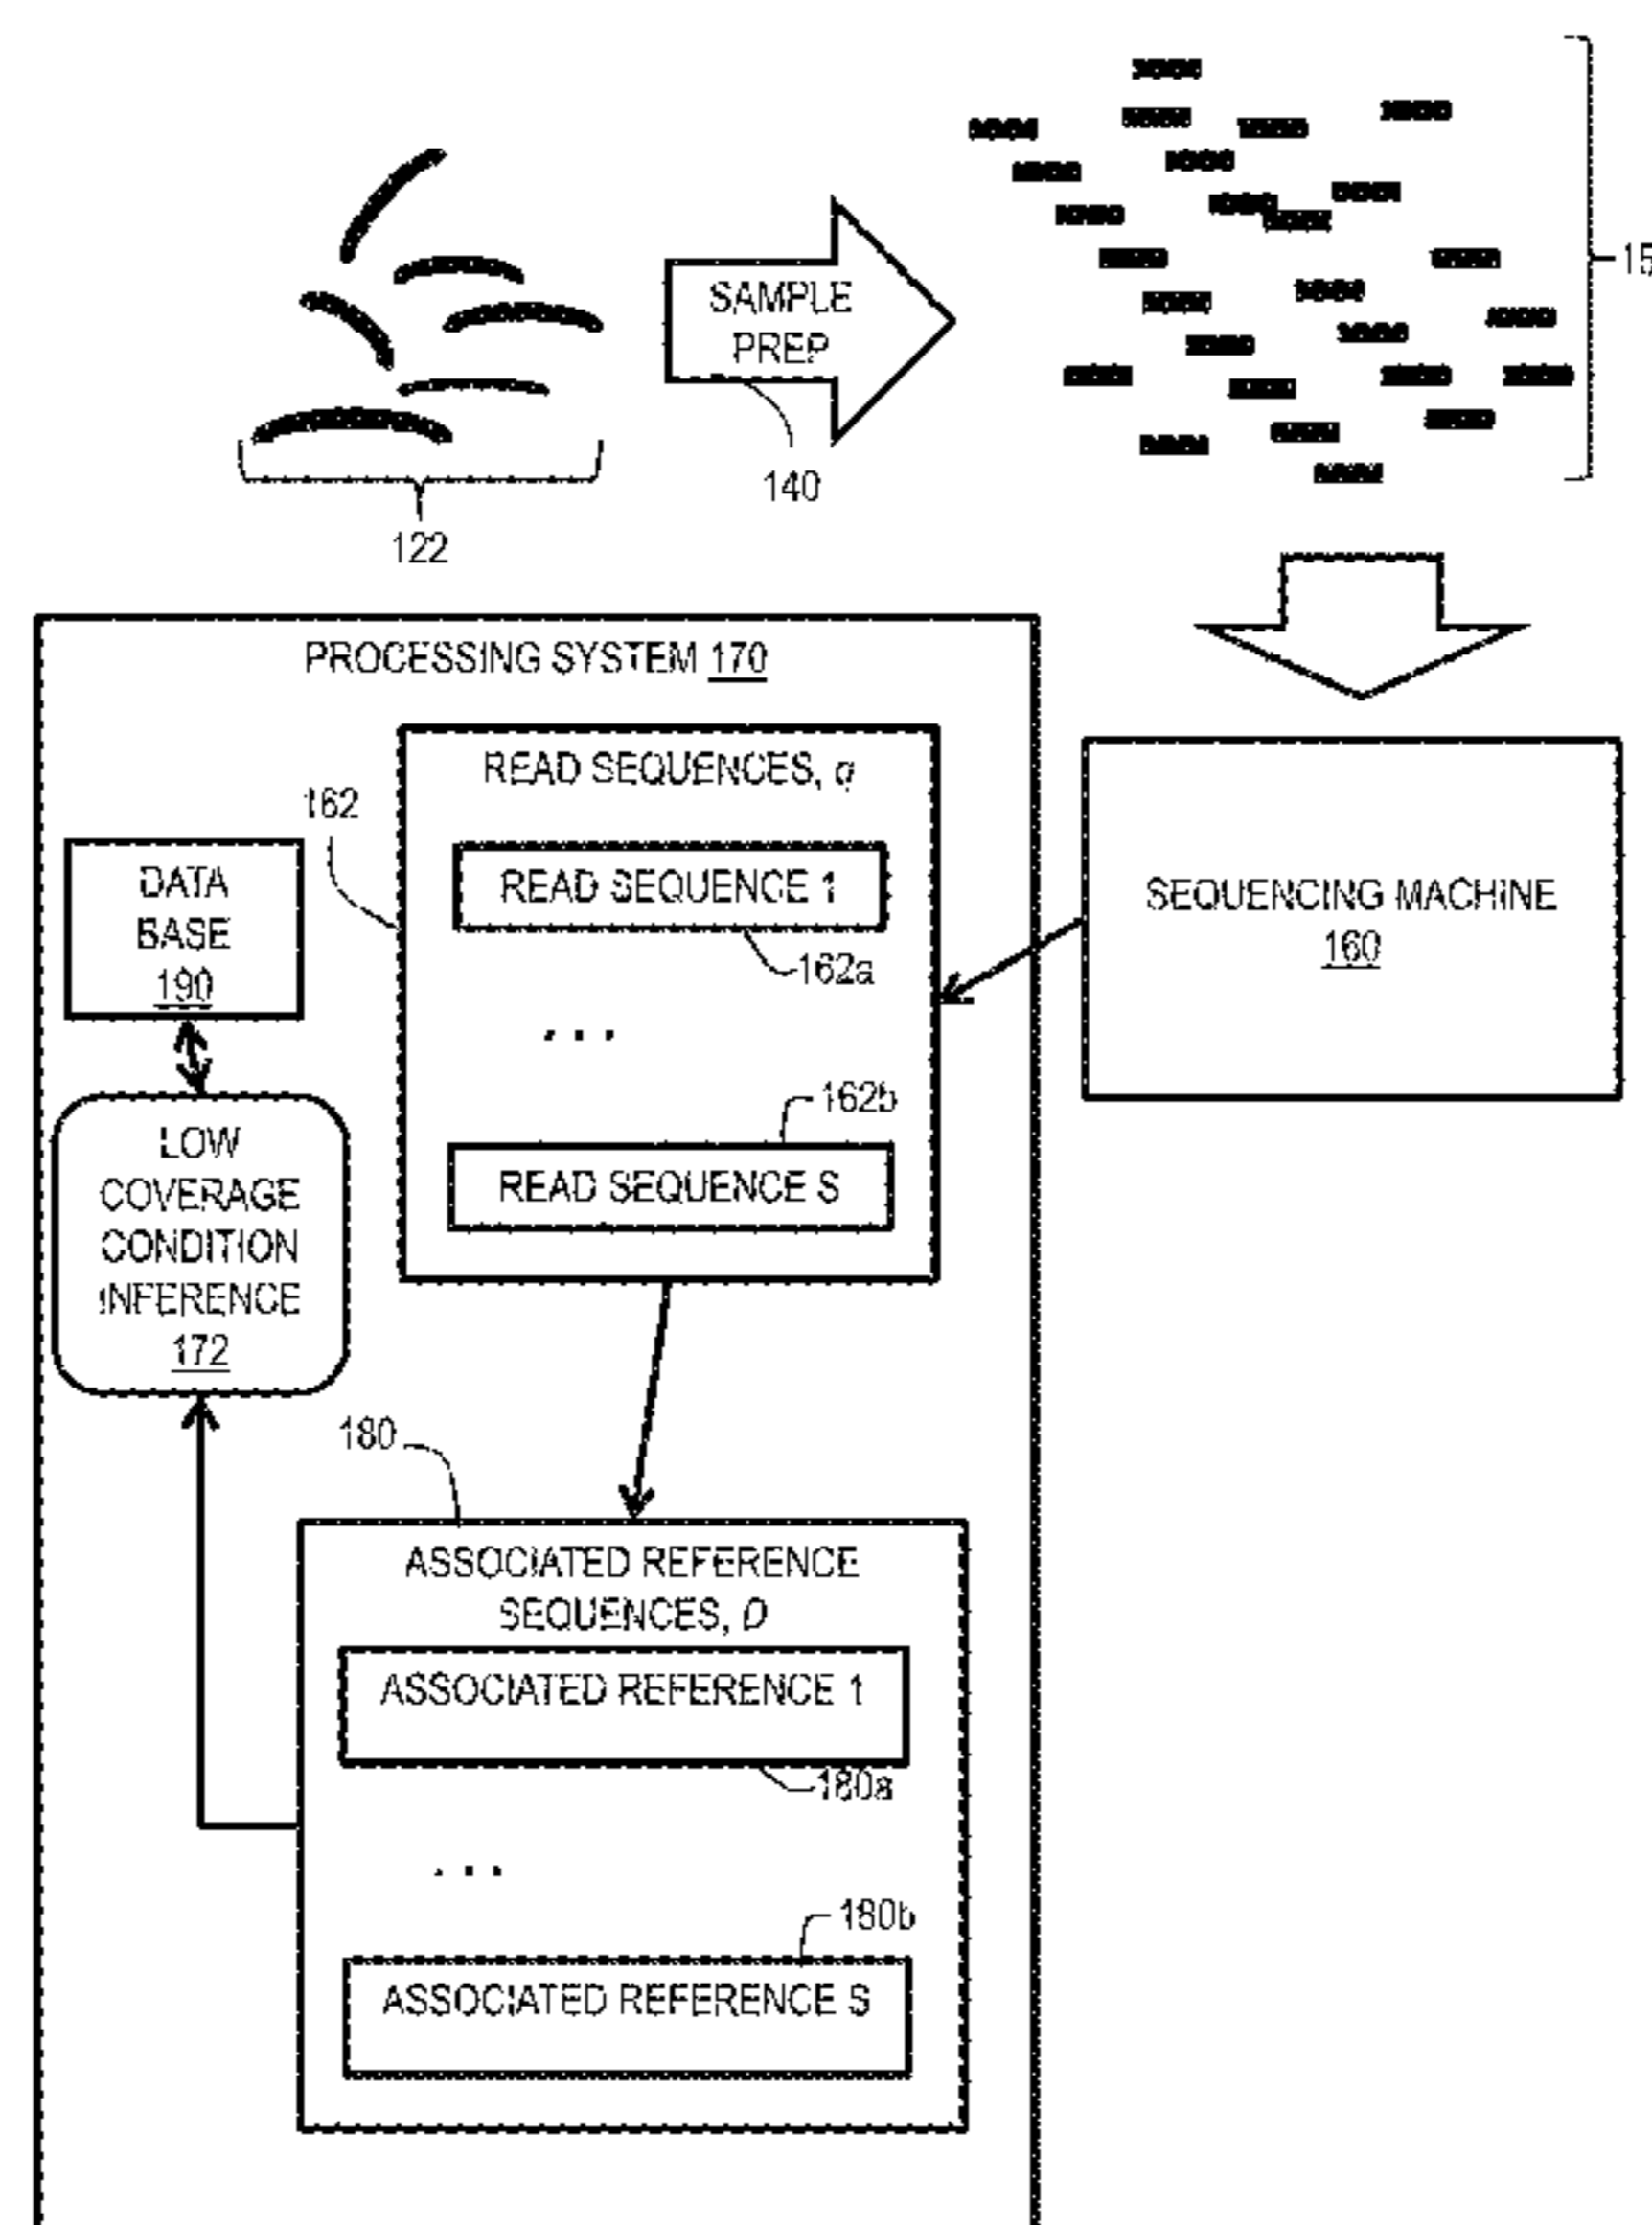 SAMPLE
PREP
140
122
15
PROCESSING SYSTEM 170
READ SEQUENCES, q
162
READ SEQUENCE 1
162a
...
162b
READ SEQUENCE S
DATA
BASE
190
LOW
COVERAGE
CONDITION
INFERENCE
172
SEQUENCING MACHINE
160
180
ASSOCIATED REFERENCE
SEQUENCES, D
ASSOCIATED REFERENCE 1
180a
...
180b
ASSOCIATED REFERENCE S